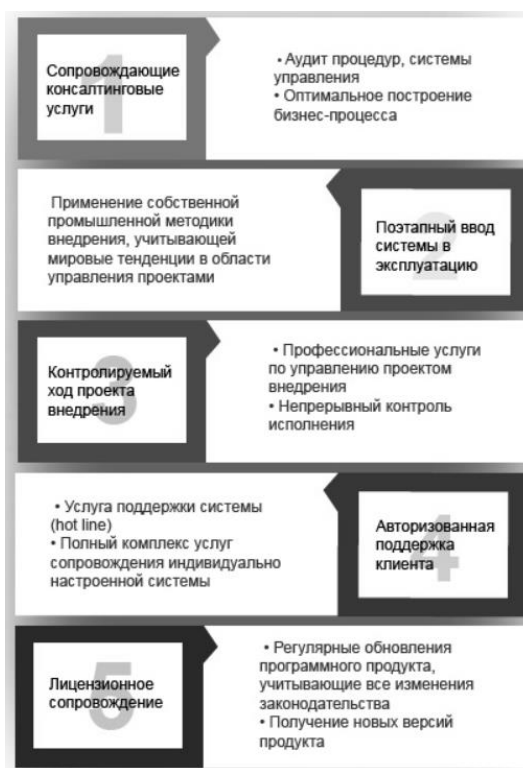 1
Сопровождающие
консалтинговые
услуги
• Аудит процедур, системы
управления
• Оптимальное построение
бизнес-процесса
Применение собственной
промышленной методики
внедрения, учитывающей
мировые тенденции в области
управления проектами
2
Поэтапный ввод
системы в
эксплуатацию
3
Контролируемый
ход проекта
внедрения
• Профессиональные услуги
по управлению проектом
внедрения
• Непрерывный контроль
исполнения
• Услуга поддержки системы
(hot line)
• Полный комплекс услуг
сопровождения индивидуально
настроенной системы
4
Авторизованная
поддержка
клиента
5
Лицензионное
сопровождение
• Регулярные обновления
программного продукта,
учитывающие все изменения
законодательства
• Получение новых версий
продукта